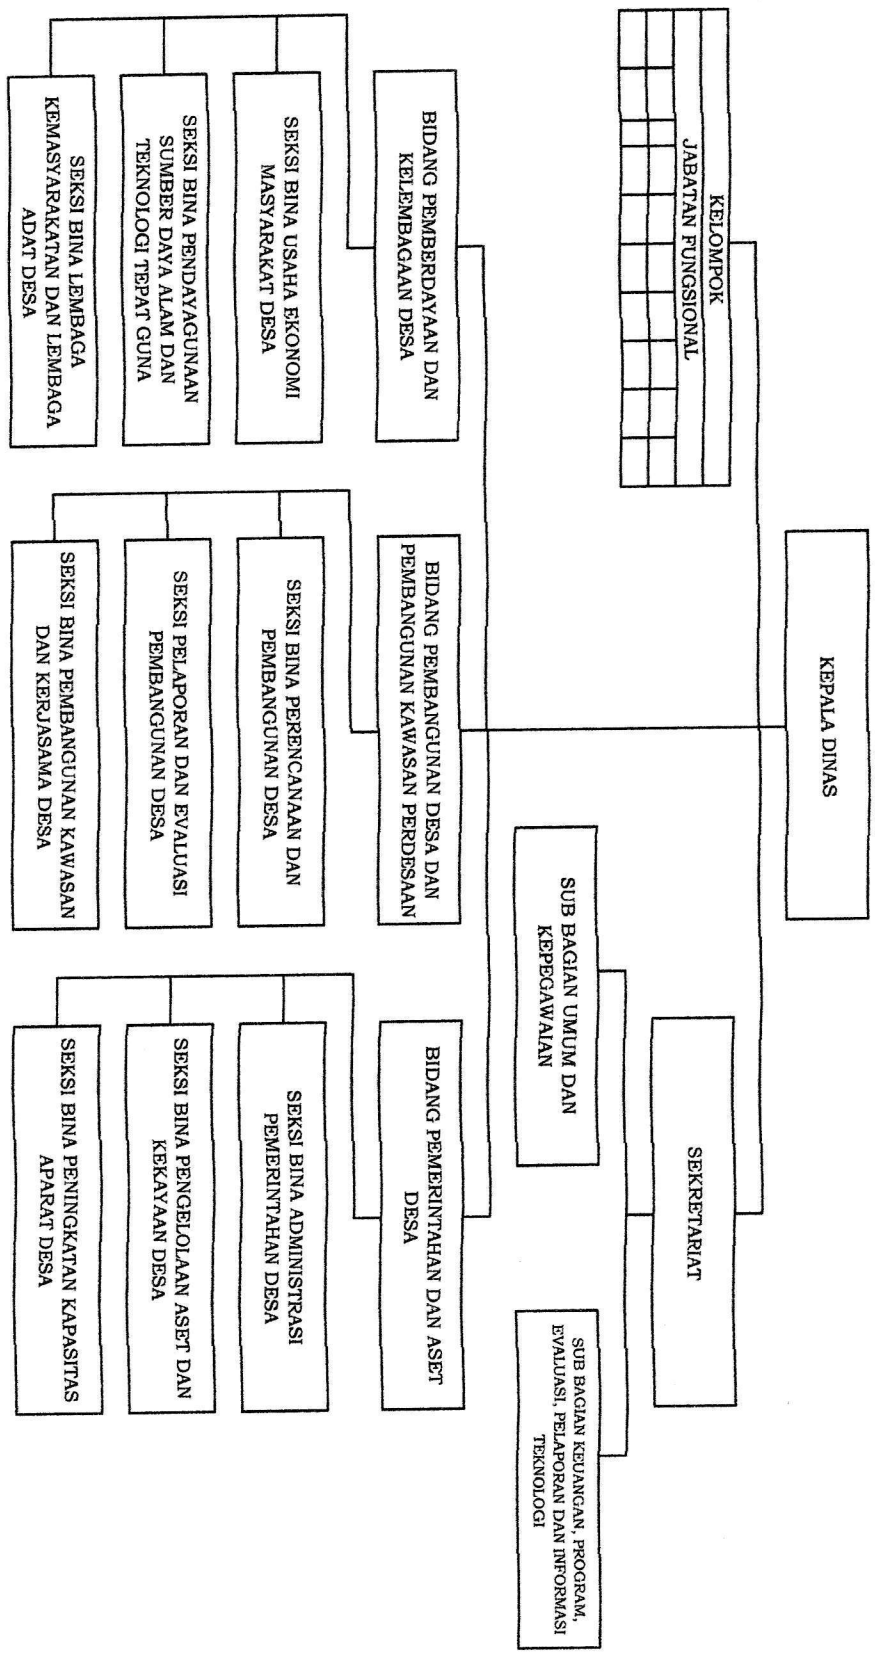 KEPALA DINAS
KELOMPOK
JABATAN FUNGSIONAL
SEKRETARIAT
SUB BAGIAN UMUM DAN
KEPEGAWAIAN
SUB BAGIAN KEUANGAN, PROGRAM,
EVALUASI, PELAPORAN DAN INFORMASI
TEKNOLOGI
BIDANG PEMBERDAYAAN DAN
KELEMBAGAAN DESA
SEKSI BINA USAHA EKONOMI
MASYARAKAT DESA
SEKSI BINA PENDAYAGUNAAN
SUMBER DAYA ALAM DAN
TEKNOLOGI TEPAT GUNA
SEKSI BINA LEMBAGA
KEMASYARAKATAN DAN LEMBAGA
ADAT DESA
BIDANG PEMBANGUNAN DESA DAN
PEMBANGUNAN KAWASAN PERDESAAN
SEKSI BINA PERENCANAAN DAN
PEMBANGUNAN DESA
SEKSI PELAPORAN DAN EVALUASI
PEMBANGUNAN DESA
SEKSI BINA PEMBANGUNAN KAWASAN
DAN KERJASAMA DESA
BIDANG PEMERINTAHAN DAN ASET
DESA
SEKSI BINA ADMINISTRASI
PEMERINTAHAN DESA
SEKSI BINA PENGELOLAAN ASET DAN
KEKAYAAN DESA
SEKSI BINA PENINGKATAN KAPASITAS
APARAT DESA